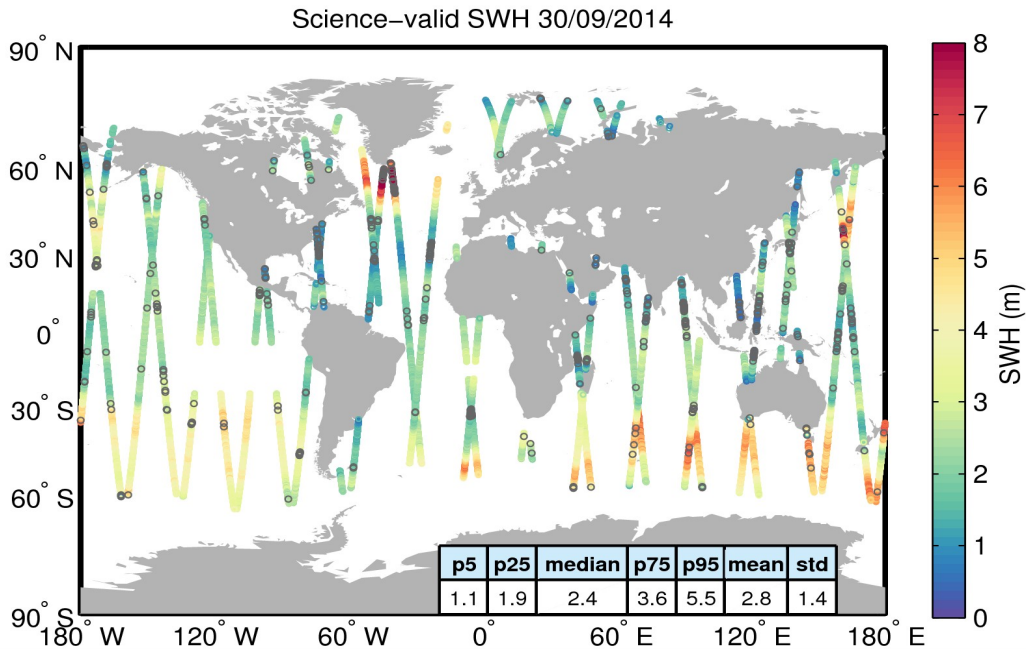 Science−valid SWH 30/09/2014
90° N
60° N
30° N
0°
30° S
60° S
90° S
180° W
120° W
60° W
0°
60° E
120° E
180° E
p5 p25 median p75 p95 mean std
1.1 1.9 2.4 3.6 5.5 2.8 1.4
8
7
6
5
4
3
2
1
0
SWH (m)